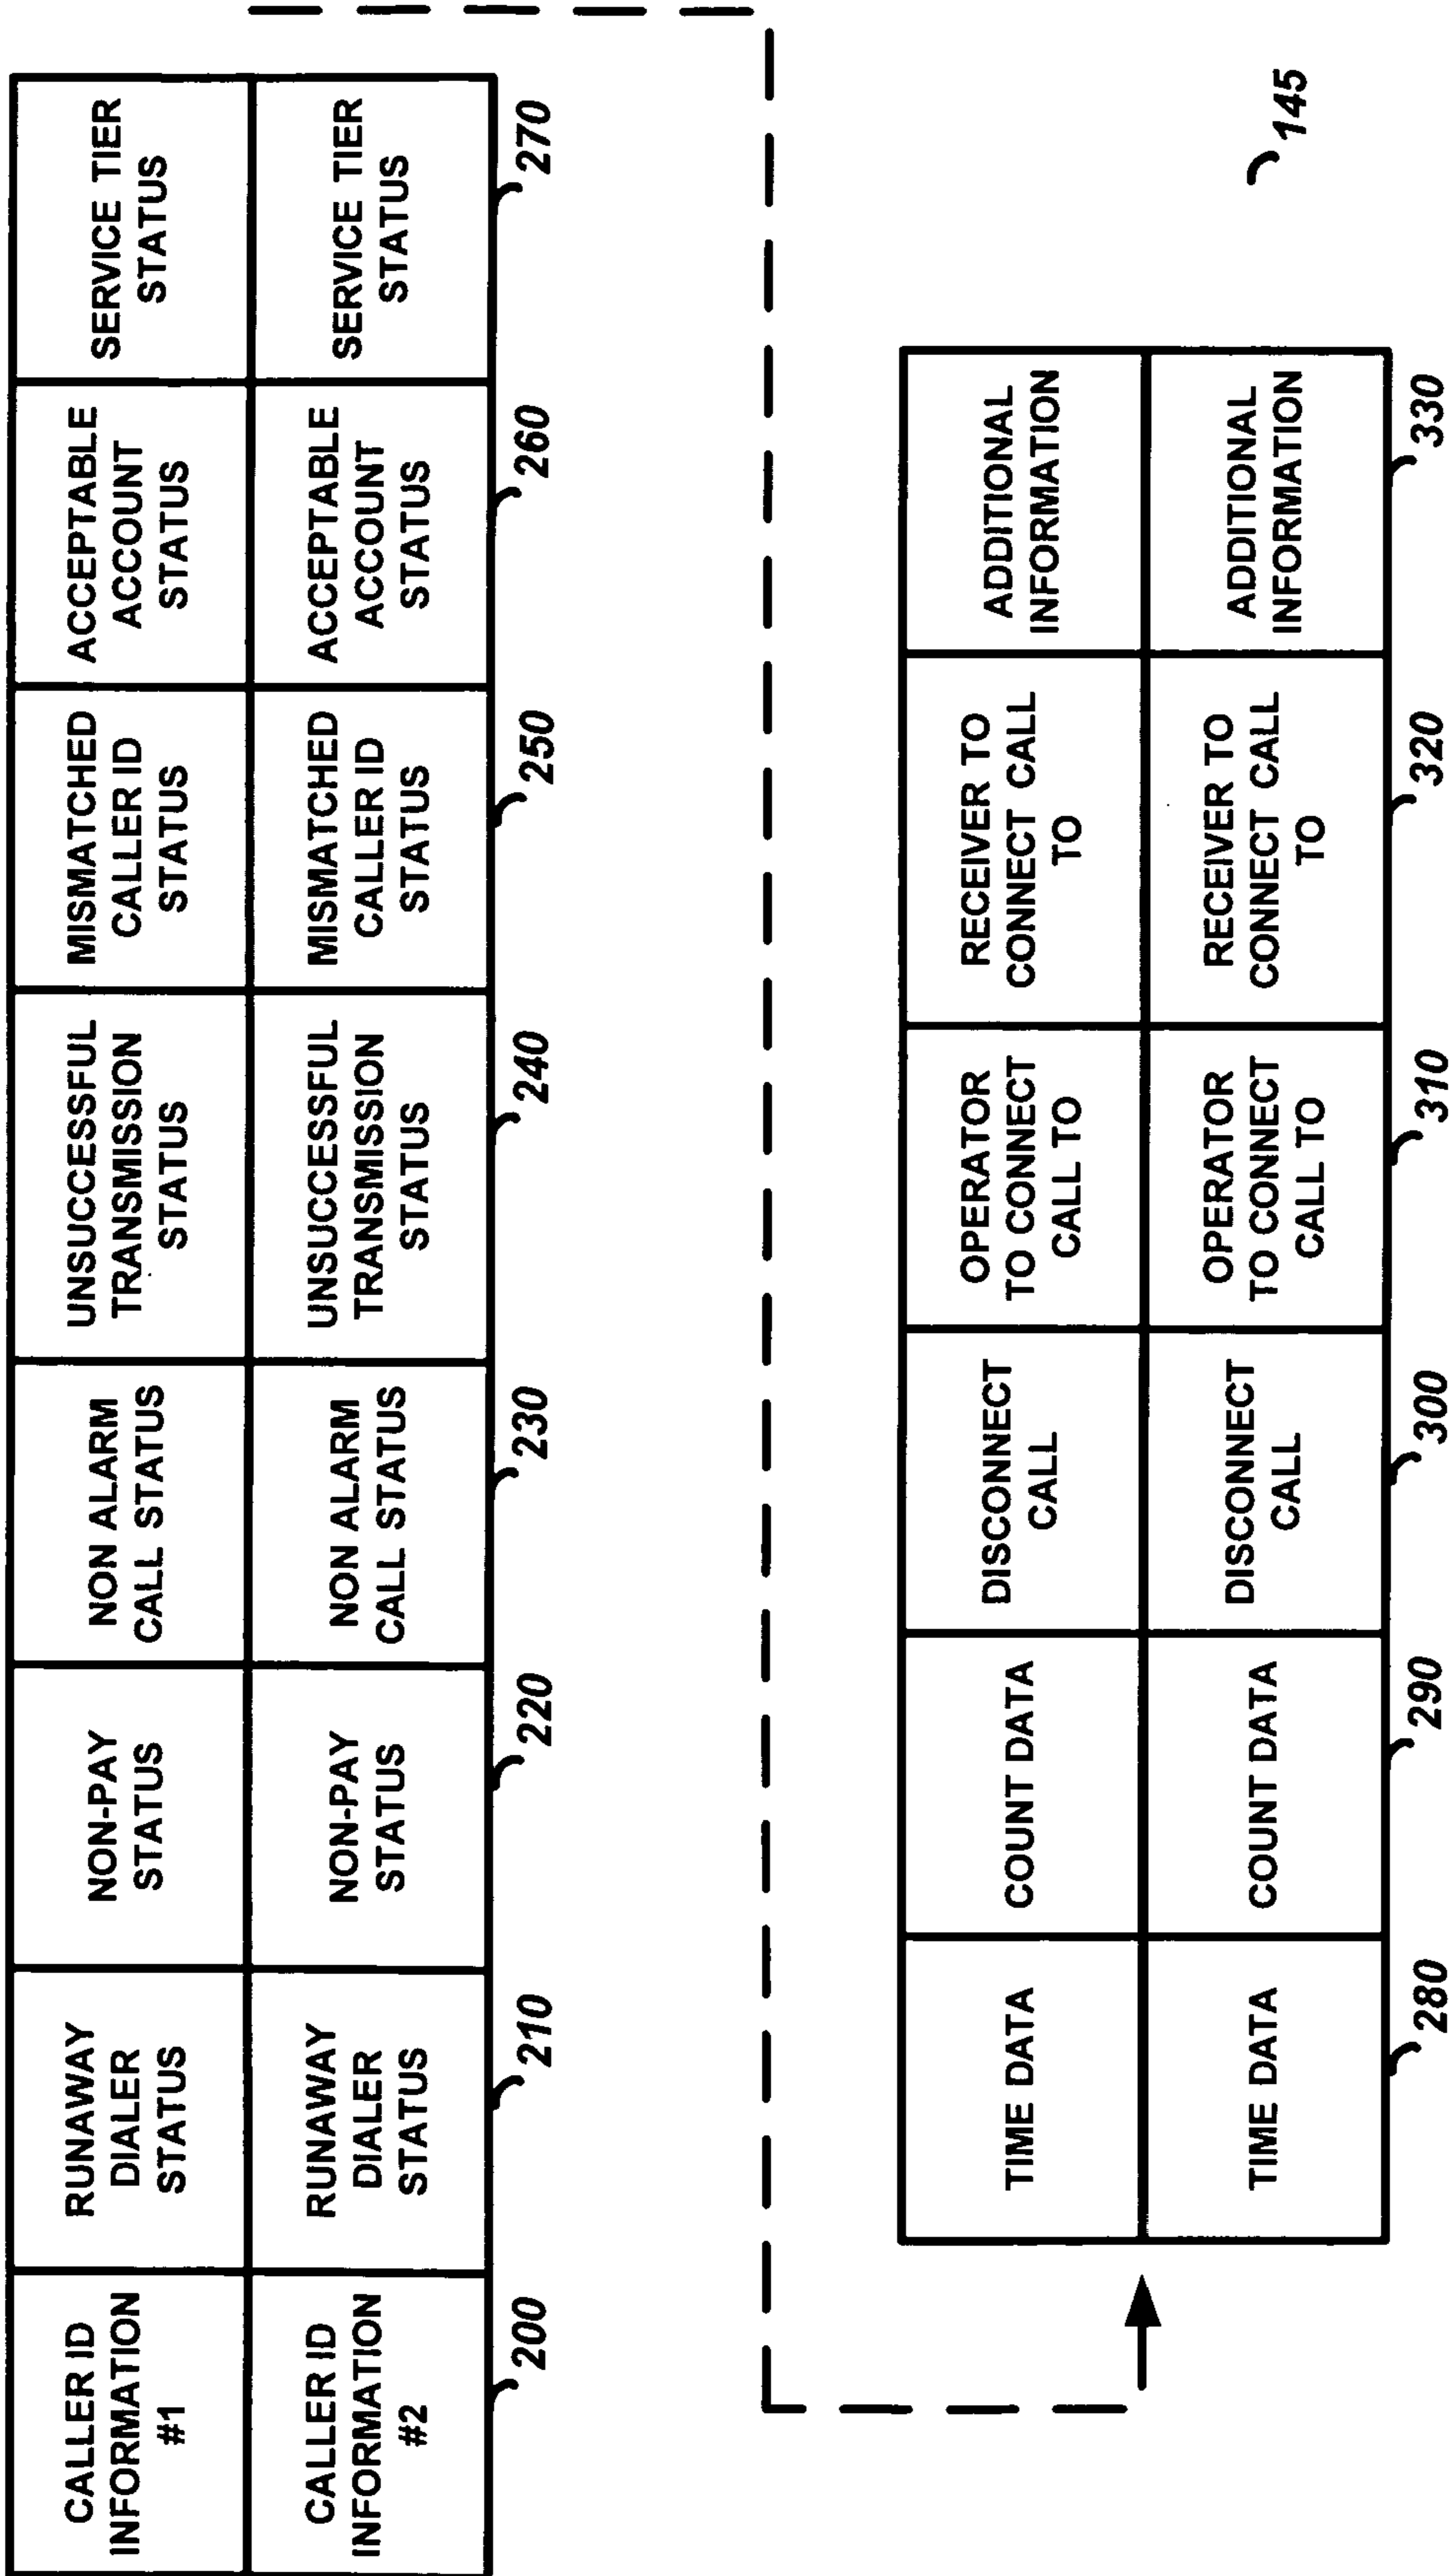 CALLER ID
INFORMATION
#1
RUNAWAY
DIALER
STATUS
NON-PAY
STATUS
NON ALARM
CALL STATUS
UNSUCCESSFUL
TRANSMISSION
STATUS
MISMATCHED
CALLER ID
STATUS
ACCEPTABLE
ACCOUNT
STATUS
SERVICE TIER
STATUS
CALLER ID
INFORMATION
#2
RUNAWAY
DIALER
STATUS
NON-PAY
STATUS
NON ALARM
CALL STATUS
UNSUCCESSFUL
TRANSMISSION
STATUS
MISMATCHED
CALLER ID
STATUS
ACCEPTABLE
ACCOUNT
STATUS
SERVICE TIER
STATUS
200
210
220
230
240
250
260
270
TIME DATA
COUNT DATA
DISCONNECT
CALL
OPERATOR
TO CONNECT
CALL TO
RECEIVER TO
CONNECT CALL
TO
ADDITIONAL
INFORMATION
TIME DATA
COUNT DATA
DISCONNECT
CALL
OPERATOR
TO CONNECT
CALL TO
RECEIVER TO
CONNECT CALL
TO
ADDITIONAL
INFORMATION
280
290
300
310
320
330
145